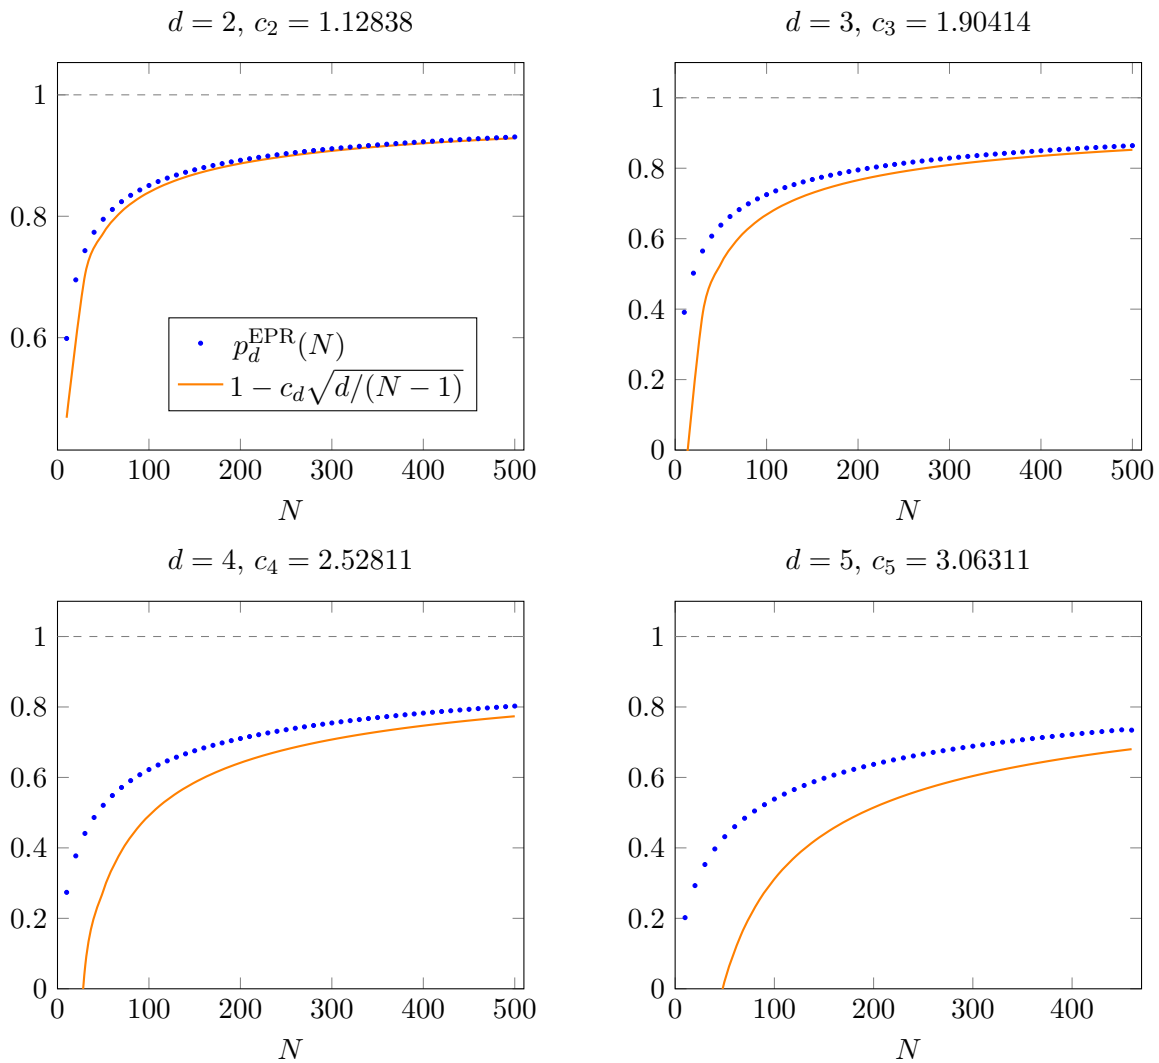 d = 2, c₂ = 1.12838
1
0.8
0.6
p_d^EPR(N)
1 − c_d√(d/(N − 1))
0 100 200 300 400 500
N
d = 3, c₃ = 1.90414
1
0.8
0.6
0.4
0.2
0
0 100 200 300 400 500
N
d = 4, c₄ = 2.52811
1
0.8
0.6
0.4
0.2
0
0 100 200 300 400 500
N
d = 5, c₅ = 3.06311
1
0.8
0.6
0.4
0.2
0
0 100 200 300 400
N